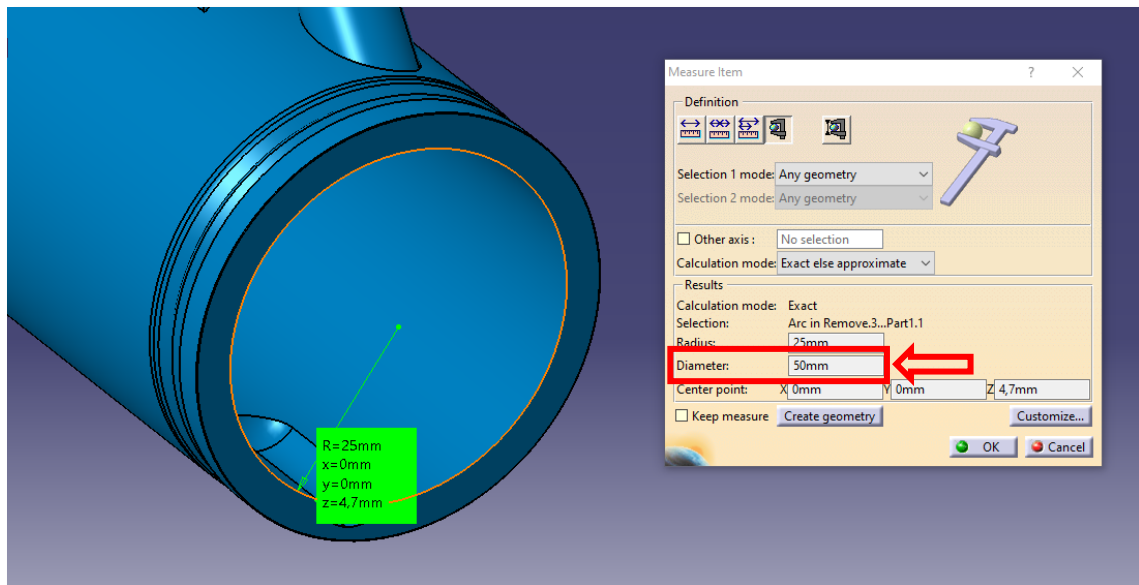 Measure Item
Definition
Selection 1 mode: Any geometry
Selection 2 mode: Any geometry
Other axis : No selection
Calculation mode: Exact else approximate
Results
Calculation mode: Exact
Selection: Arc in Remove.3...Part1.1
Radius: 25mm
Diameter: 50mm
Center point: X 0mm Y 0mm Z 4,7mm
Keep measure Create geometry Customize...
OK Cancel
R=25mm
x=0mm
y=0mm
z=4,7mm